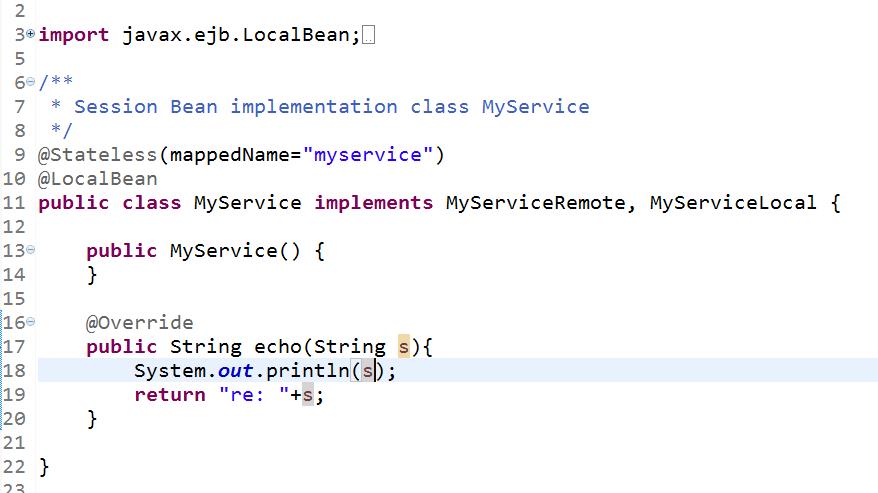 2
3 import javax.ejb.LocalBean;
5
6 /**
7  * Session Bean implementation class MyService
8  */
9 @Stateless(mappedName="myservice")
10 @LocalBean
11 public class MyService implements MyServiceRemote, MyServiceLocal {
12
13     public MyService() {
14     }
15
16     @Override
17     public String echo(String s){
18         System.out.println(s);
19         return "re: "+s;
20     }
21
22 }
23